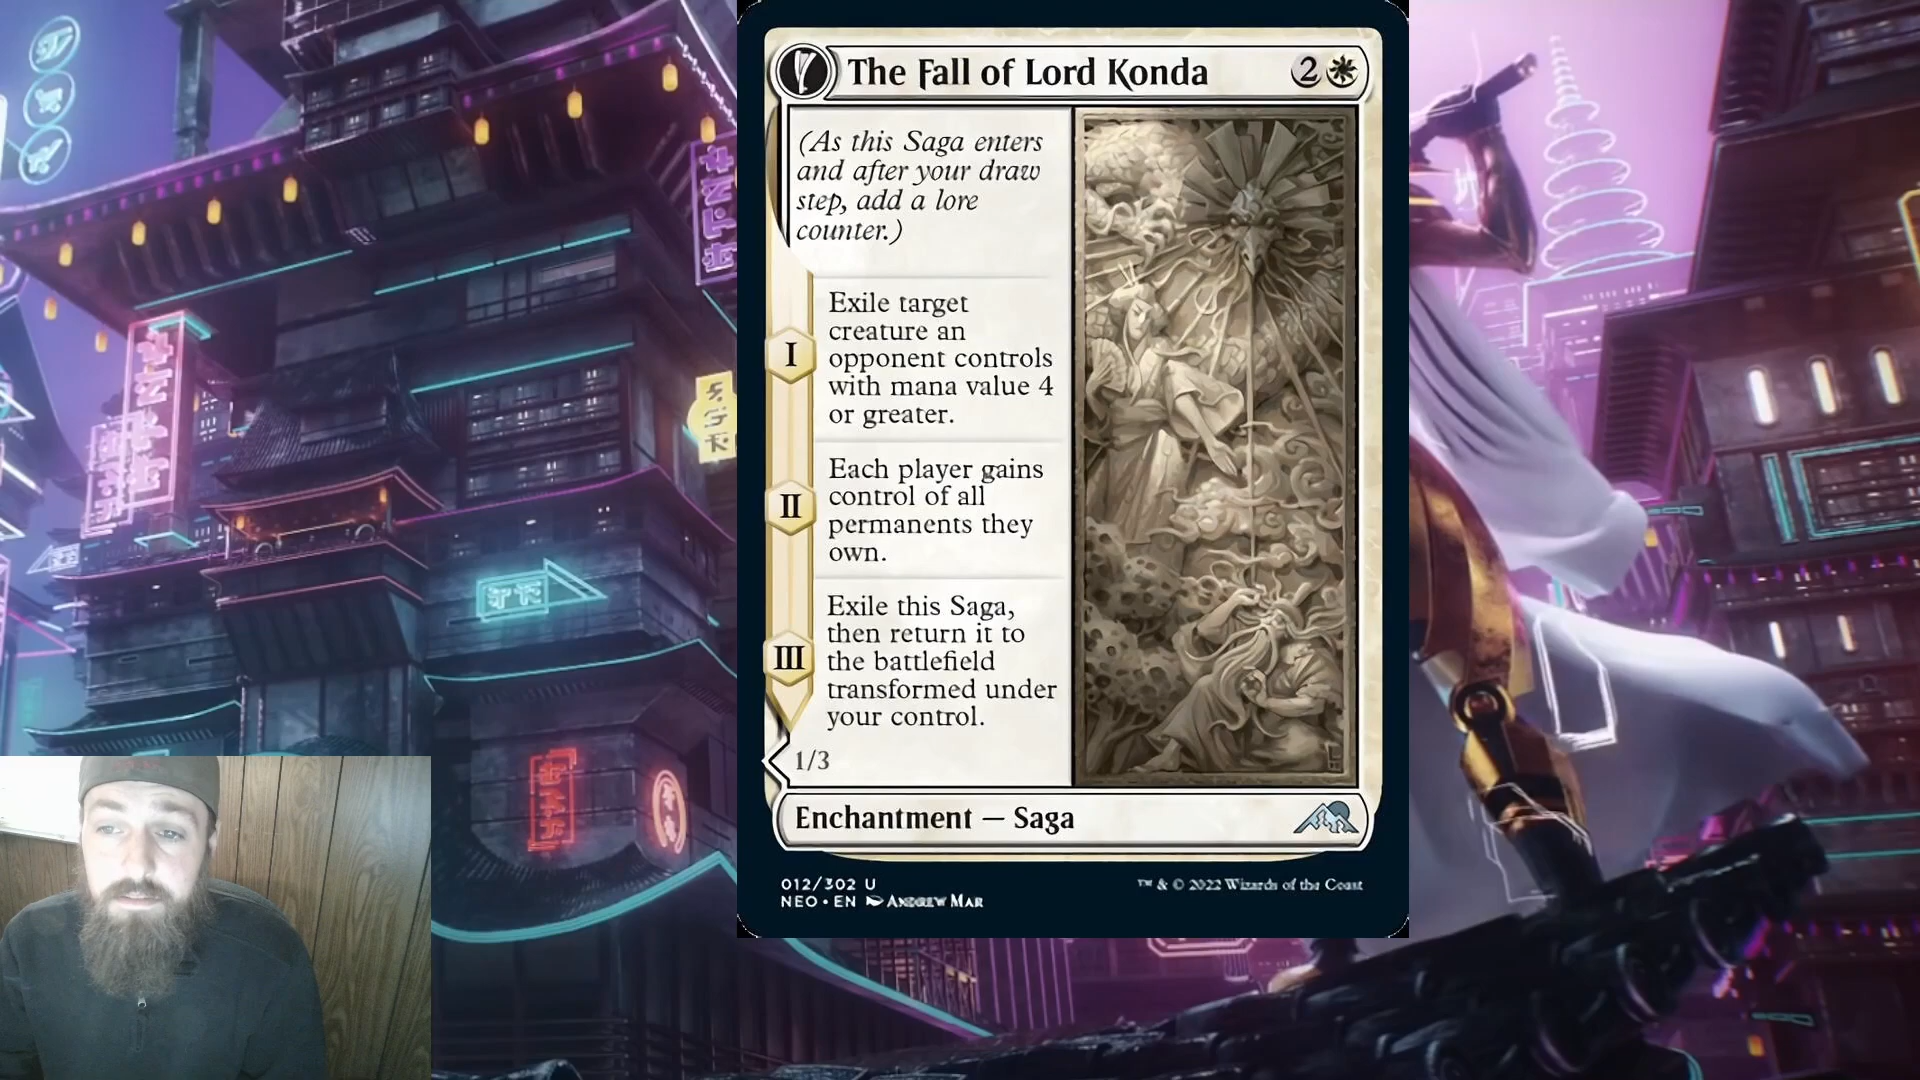 The Fall of Lord Konda
2
(As this Saga enters
and after your draw
step, add a lore
counter.)
I
Exile target
creature an
opponent controls
with mana value 4
or greater.
II
Each player gains
control of all
permanents they
own.
III
Exile this Saga,
then return it to
the battlefield
transformed under
your control.
1/3
Enchantment — Saga
012/302 U
NEO • EN Andrew Mar
™ & © 2022 Wizards of the Coast